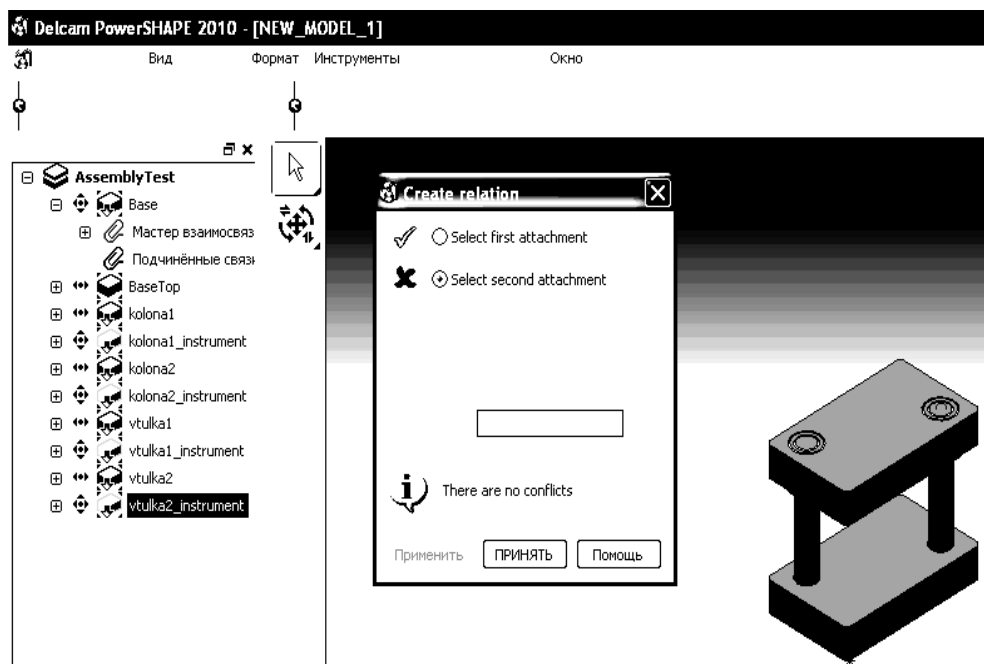 Delcam PowerSHAPE 2010 - [NEW_MODEL_1]
Вид Формат Инструменты Окно
AssemblyTest
Base
Мастер взаимосвяз
Подчинённые связи
BaseTop
kolona1
kolona1_instrument
kolona2
kolona2_instrument
vtulka1
vtulka1_instrument
vtulka2
vtulka2_instrument
Create relation
Select first attachment
Select second attachment
There are no conflicts
Применить ПРИНЯТЬ Помощь